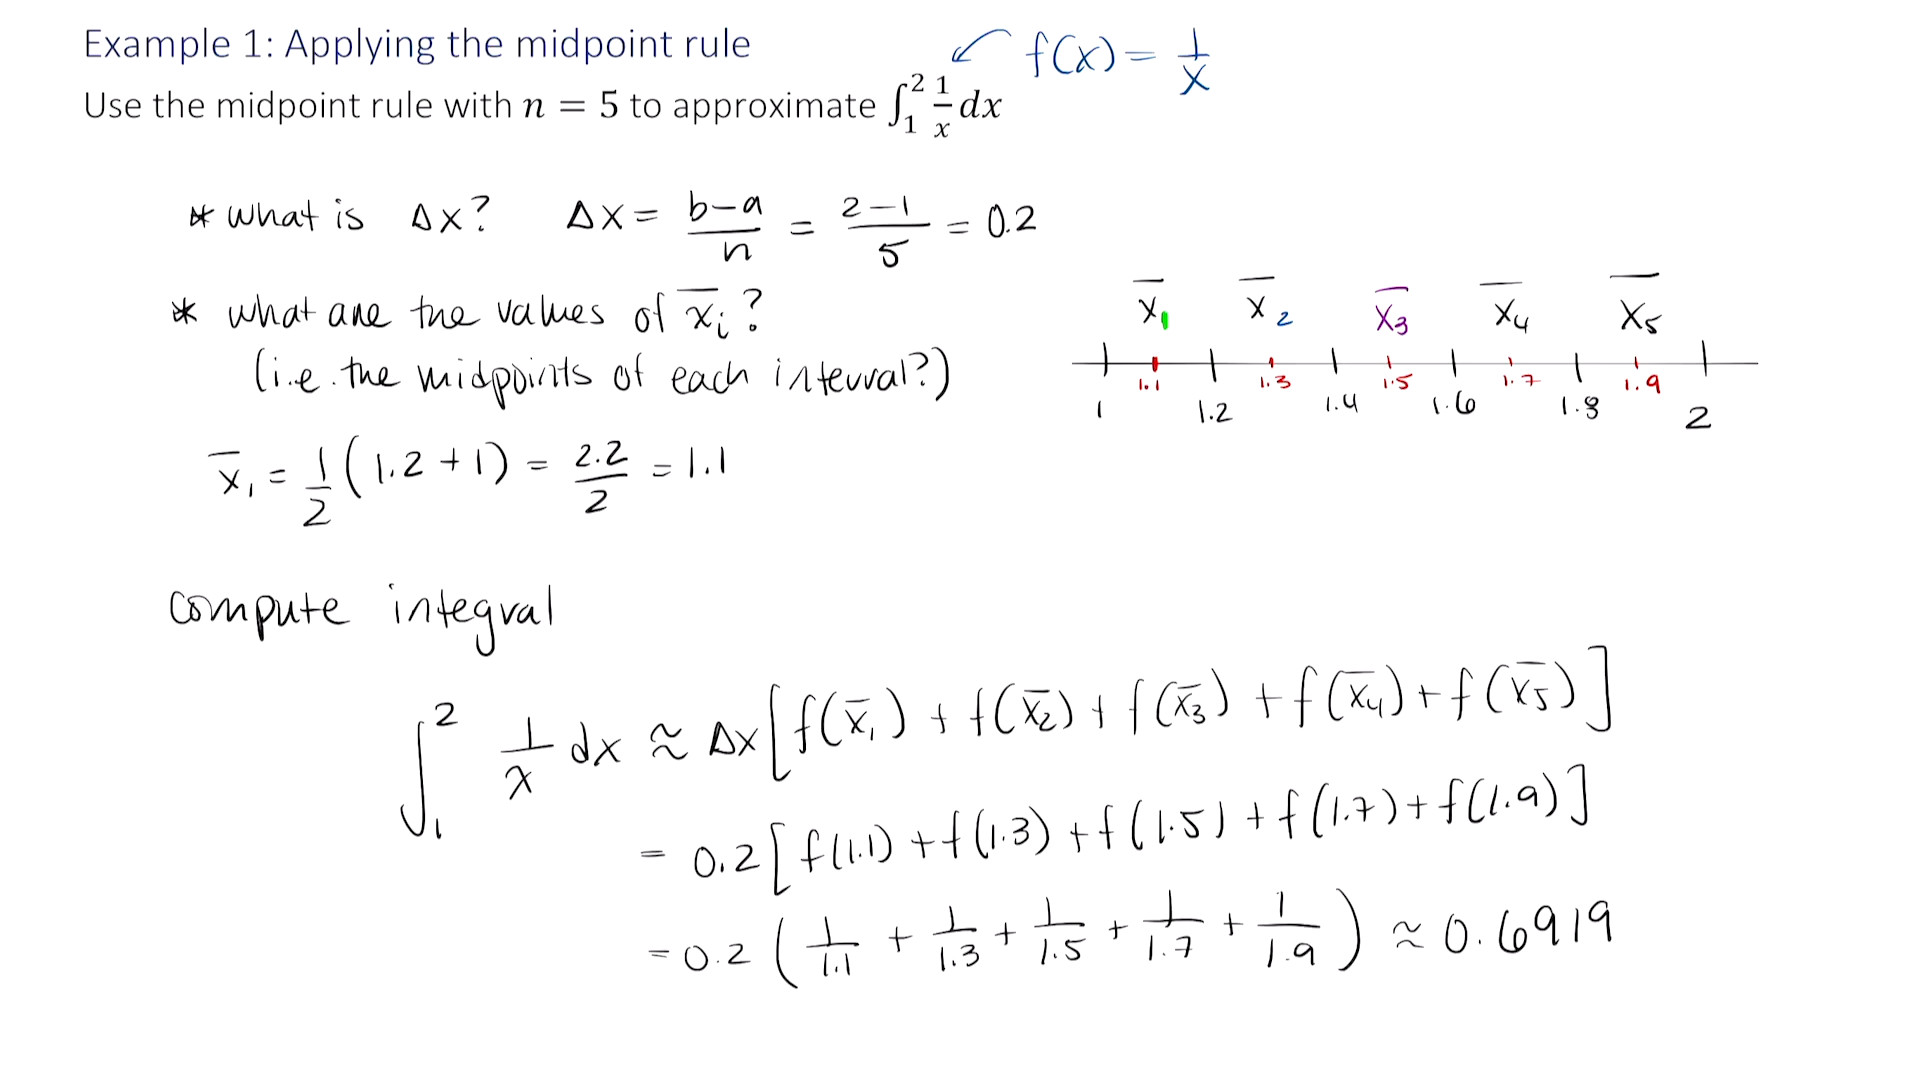 Example 1: Applying the midpoint rule
f(x) = 1/x
Use the midpoint rule with n = 5 to approximate ∫₁² 1/x dx
* what is Δx? Δx = (b-a)/n = (2-1)/5 = 0.2
* what are the values of x̄ᵢ?
(i.e. the midpoints of each interval?)
x̄₁ x̄₂ x̄₃ x̄₄ x̄₅
1.1 1.3 1.5 1.7 1.9
1 1.2 1.4 1.6 1.8 2
x̄₁ = 1/2 (1.2 + 1) = 2.2/2 = 1.1
compute integral
∫₁² 1/x dx ≈ Δx [f(x̄₁) + f(x̄₂) + f(x̄₃) + f(x̄₄) + f(x̄₅)]
= 0.2 [f(1.1) + f(1.3) + f(1.5) + f(1.7) + f(1.9)]
= 0.2 (1/1.1 + 1/1.3 + 1/1.5 + 1/1.7 + 1/1.9) ≈ 0.6919